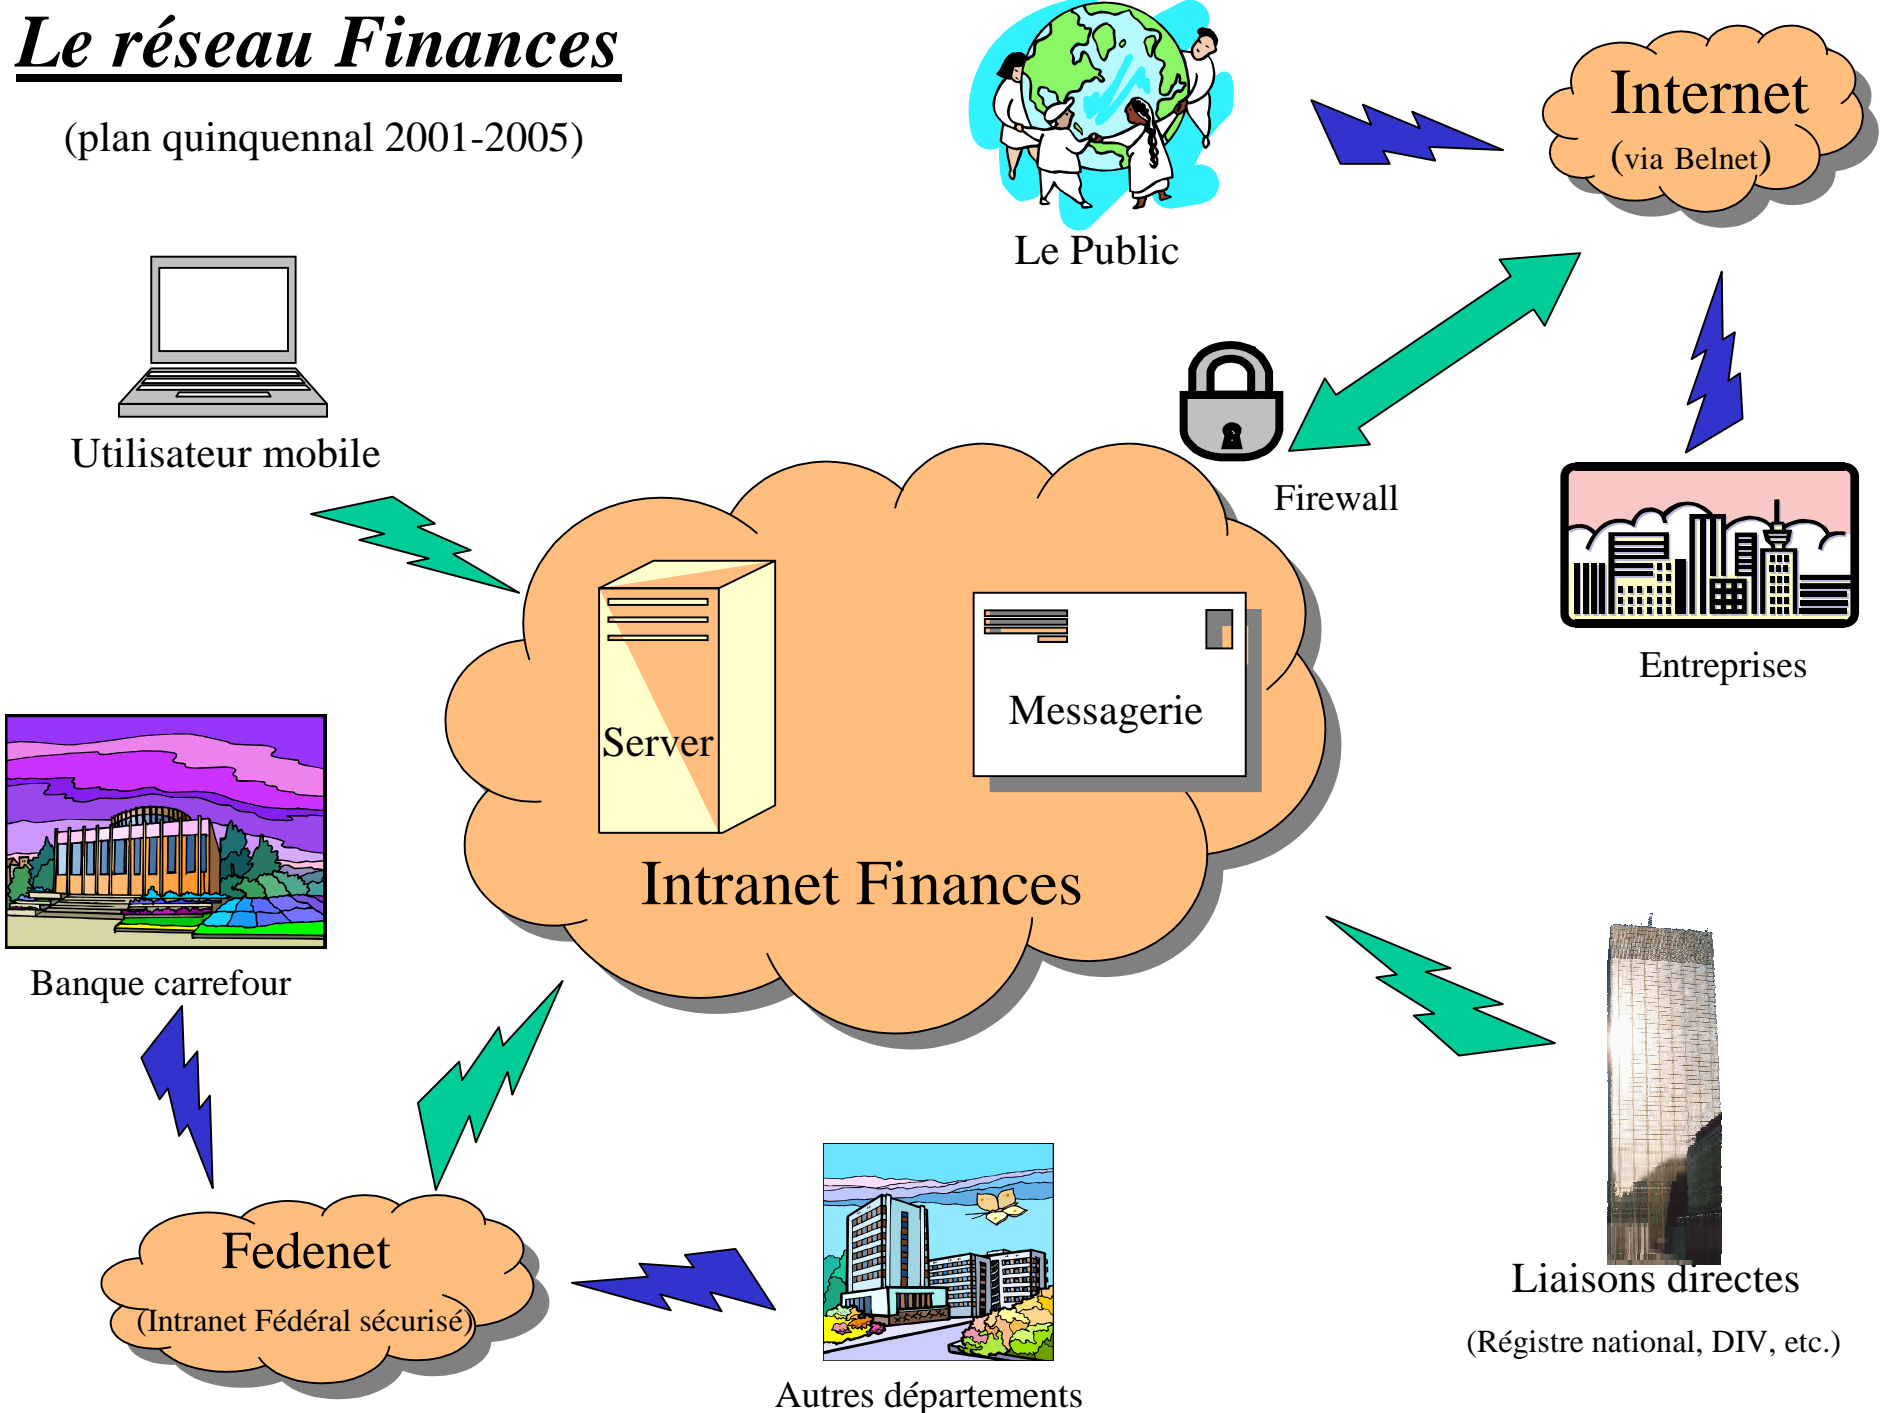 Le réseau Finances
(plan quinquennal 2001-2005)
Internet
(via Belnet)
Le Public
Utilisateur mobile
Firewall
Entreprises
Server
Messagerie
Intranet Finances
Banque carrefour
Fedenet
(Intranet Fédéral sécurisé)
Liaisons directes
(Régistre national, DIV, etc.)
Autres départements